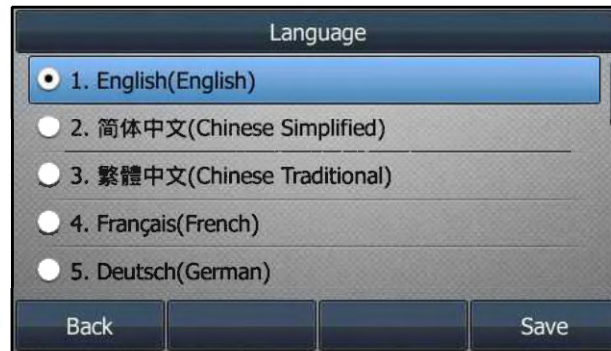 Language
1. English(English)
2. 简体中文(Chinese Simplified)
3. 繁體中文(Chinese Traditional)
4. Français(French)
5. Deutsch(German)
Back Save